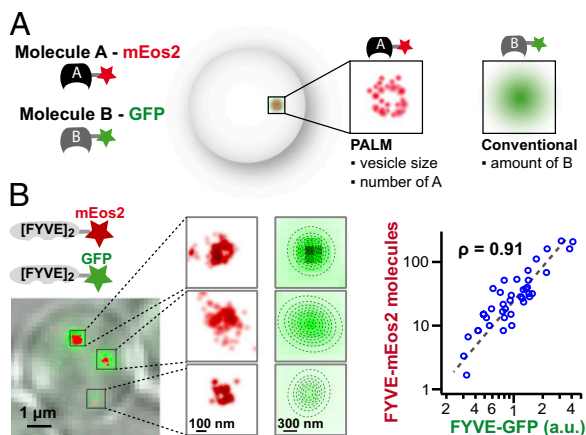 A
Molecule A - mEos2
A
Molecule B - GFP
B
A
PALM
▪ vesicle size
▪ number of A
B
Conventional
▪ amount of B
B
mEos2
[FYVE]2
GFP
[FYVE]2
1 μm
100 nm
300 nm
FYVE-mEos2 molecules
100
10
1
ρ = 0.91
2
4
6
8
1
2
4
FYVE-GFP (a.u.)